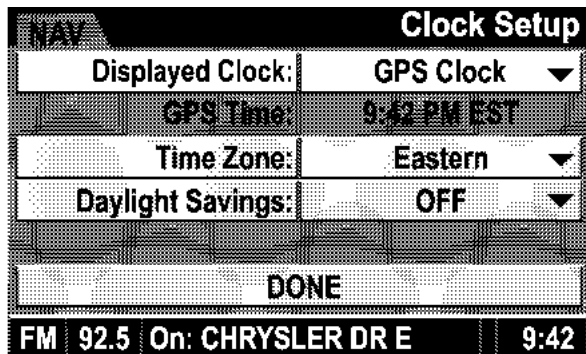 NAV Clock Setup
Displayed Clock: GPS Clock
GPS Time: 9:42 PM EST
Time Zone: Eastern
Daylight Savings: OFF
DONE
FM 92.5 On: CHRYSLER DR E 9:42